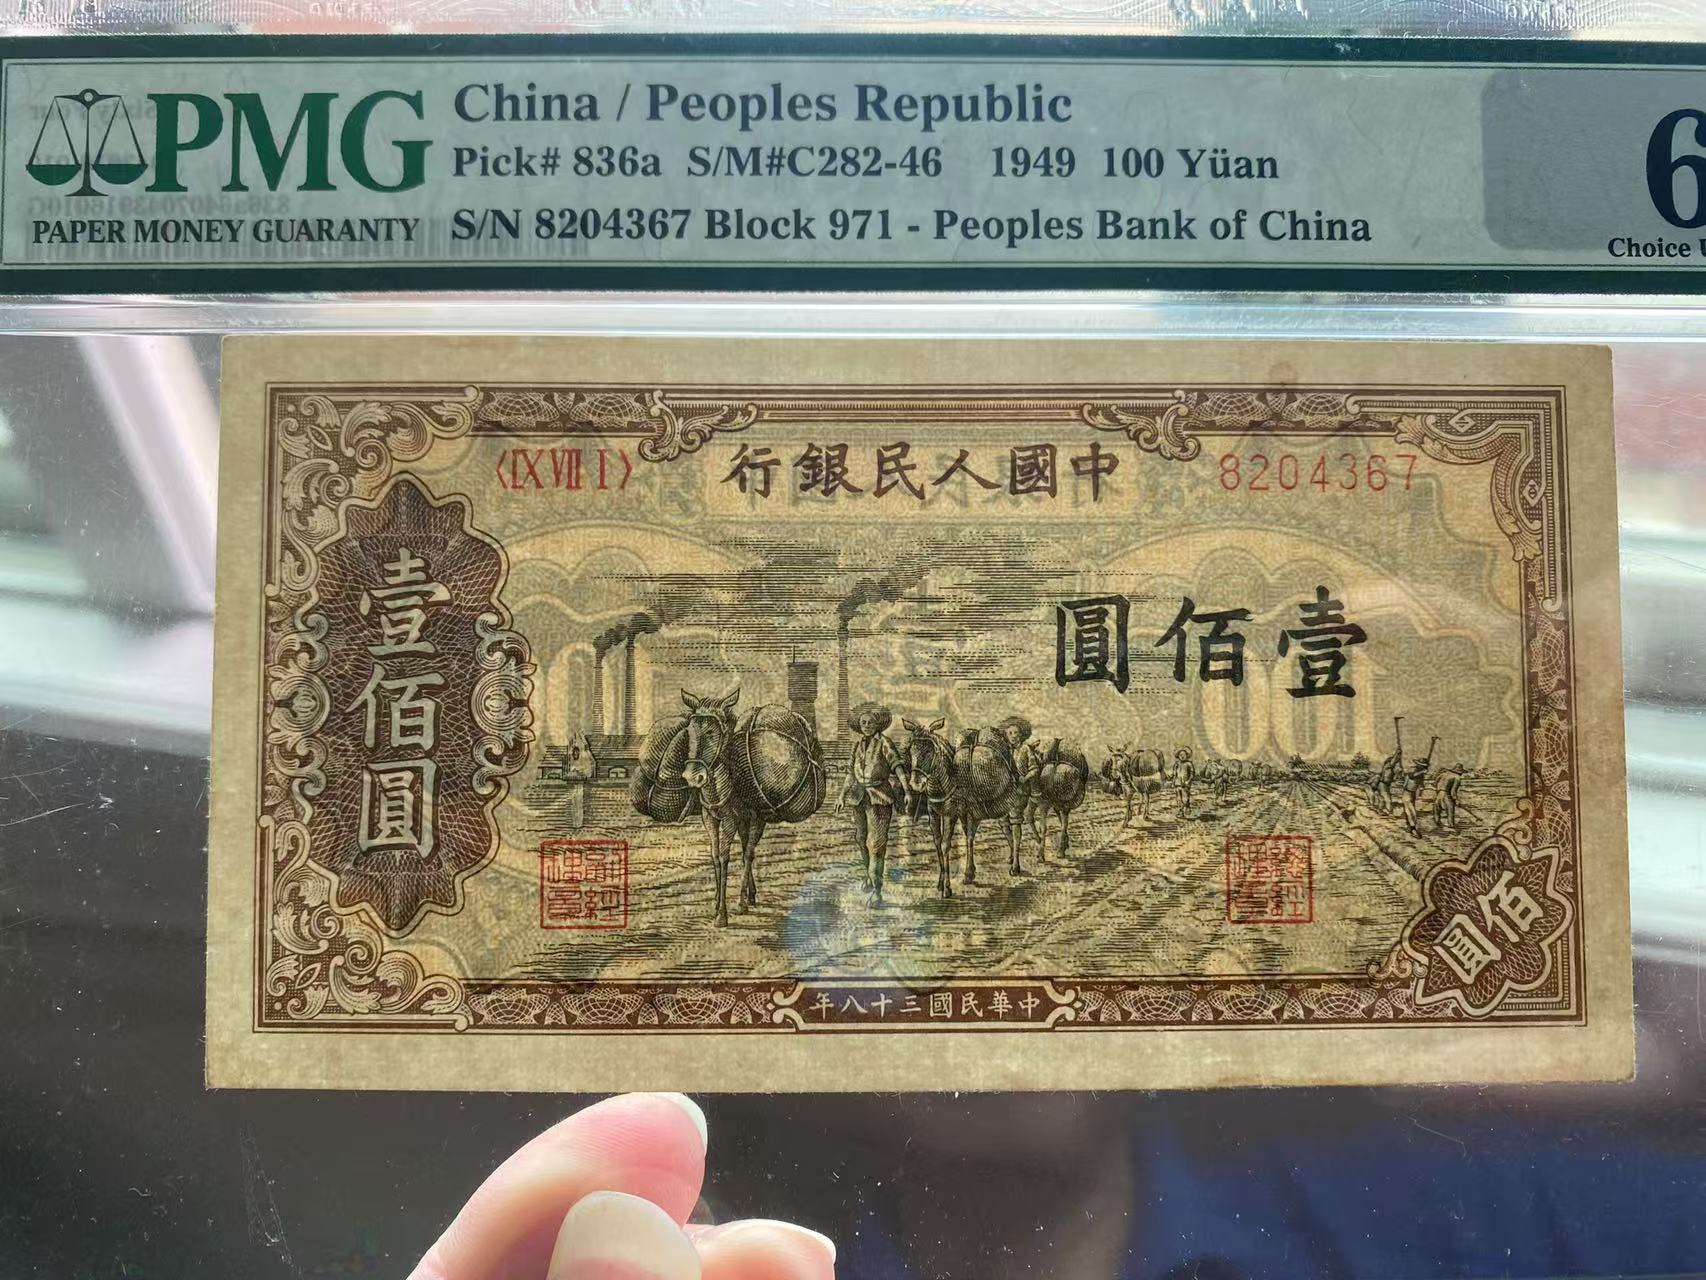 PMG
PAPER MONEY GUARANTY
China / Peoples Republic
Pick# 836a S/M#C282-46 1949 100 Yüan
S/N 8204367 Block 971 - Peoples Bank of China
6
Choice
〈IX VII I〉
行銀民人國中
8204367
壹佰圓
圓佰壹
佰圓
年八十三國民華中